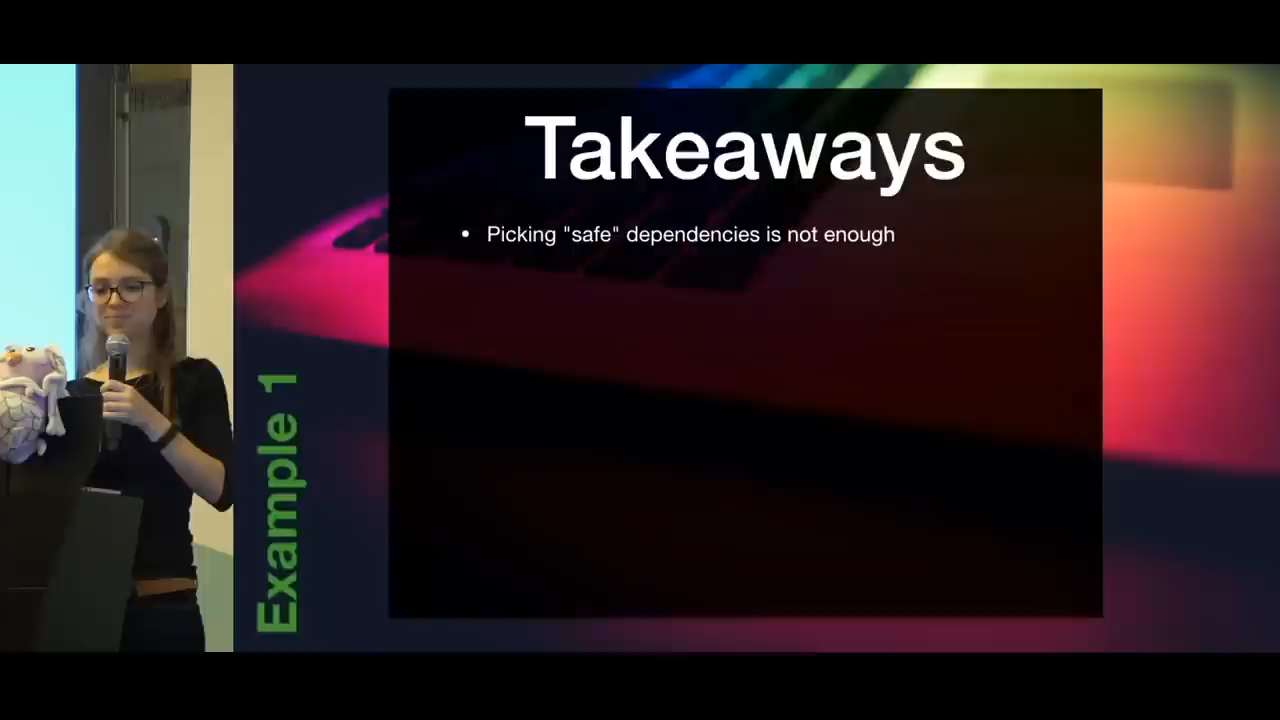 Takeaways
• Picking "safe" dependencies is not enough
Example 1